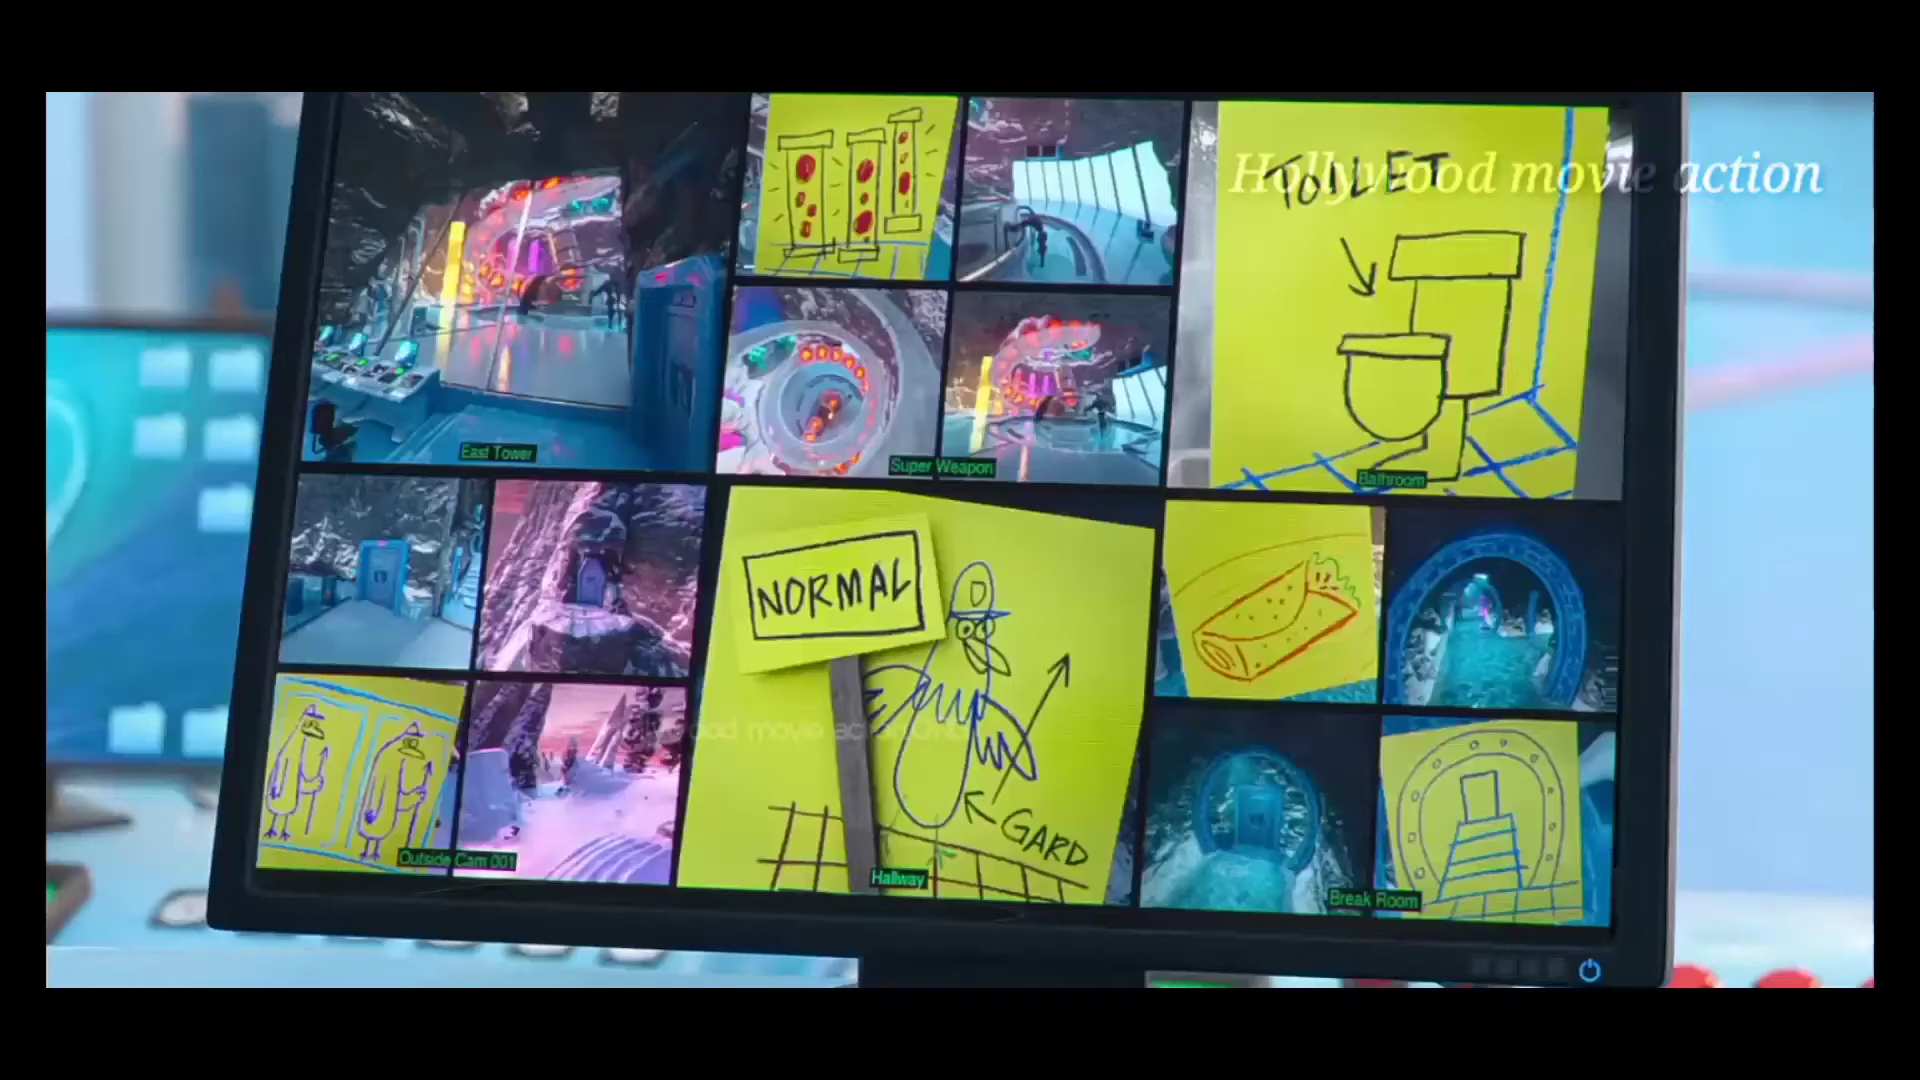 Hollywood movie action
TOILET
East Tower
Super Weapon
Bathroom
NORMAL
GARD
Outside Cam 001
Hallway
Break Room